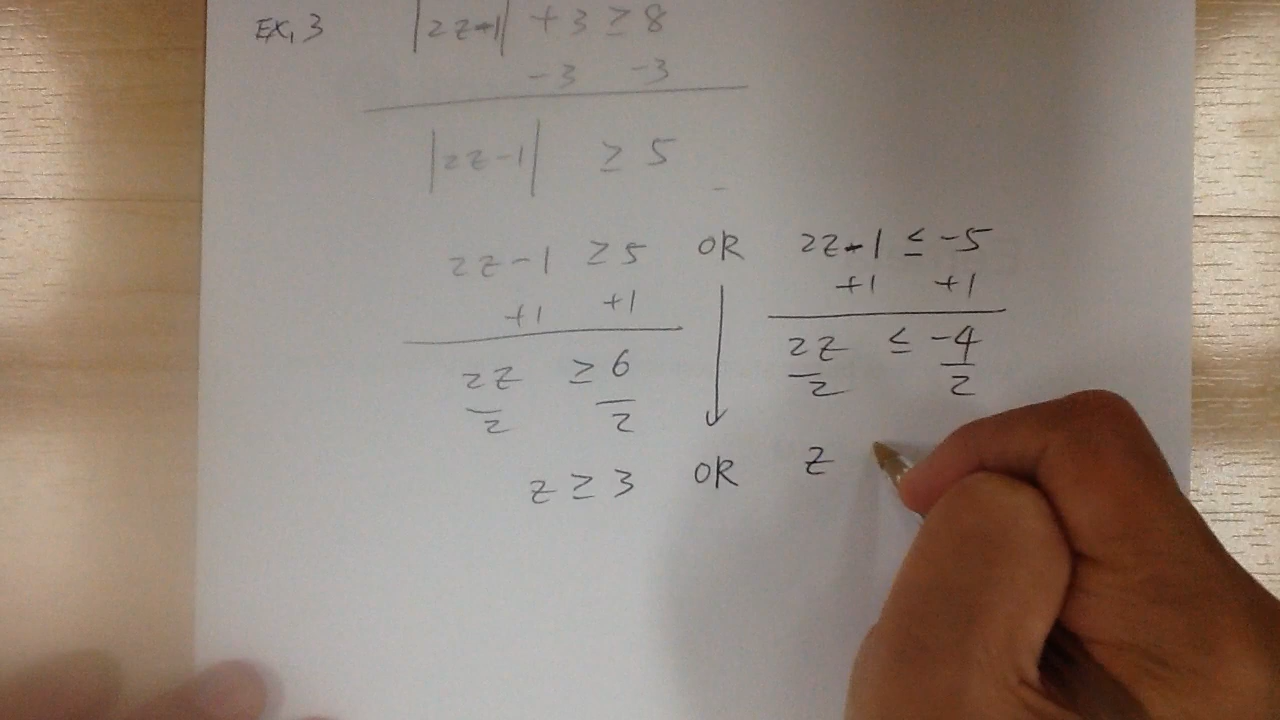 EX, 3 |2z-1| + 3 ≥ 8
-3 -3
|2z-1| ≥ 5
2z-1 ≥ 5 OR 2z-1 ≤ -5
+1 +1 +1 +1
2z ≥ 6 2z ≤ -4
2 2 2 2
z ≥ 3 OR z